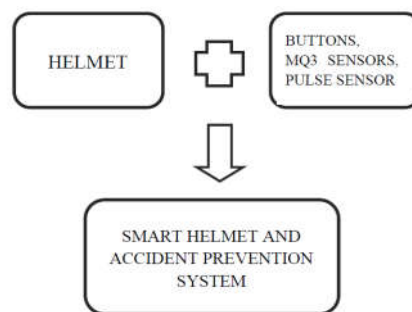 HELMET
BUTTONS,
MQ3 SENSORS,
PULSE SENSOR
SMART HELMET AND
ACCIDENT PREVENTION
SYSTEM